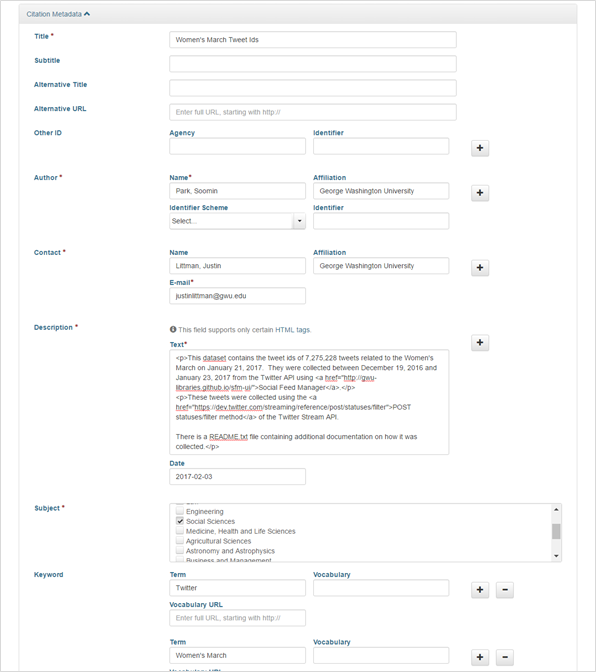 Citation Metadata
Title *
Women's March Tweet Ids
Subtitle
Alternative Title
Alternative URL
Enter full URL, starting with http://
Other ID
Agency
Identifier
Author *
Name*
Affiliation
Park, Soomin
George Washington University
Identifier Scheme
Identifier
Select...
Contact *
Name
Affiliation
Littman, Justin
George Washington University
E-mail*
justinlittman@gwu.edu
Description *
This field supports only certain HTML tags.
Text*
<p>This dataset contains the tweet ids of 7,275,228 tweets related to the Women's
March on January 21, 2017.  They were collected between December 19, 2016 and
January 23, 2017 from the Twitter API using <a href="http://gwu-
libraries.github.io/sfm-ui/">Social Feed Manager</a>.</p>
<p>These tweets were collected using the <a
href="https://dev.twitter.com/streaming/reference/post/statuses/filter">POST
statuses/filter method</a> of the Twitter Stream API.
There is a README.txt file containing additional documentation on how it was
collected.</p>
Date
2017-02-03
Subject *
Engineering
Social Sciences
Medicine, Health and Life Sciences
Agricultural Sciences
Astronomy and Astrophysics
Business and Management
Keyword
Term
Vocabulary
Twitter
Vocabulary URL
Enter full URL, starting with http://
Term
Vocabulary
Women's March
Vocabulary URL